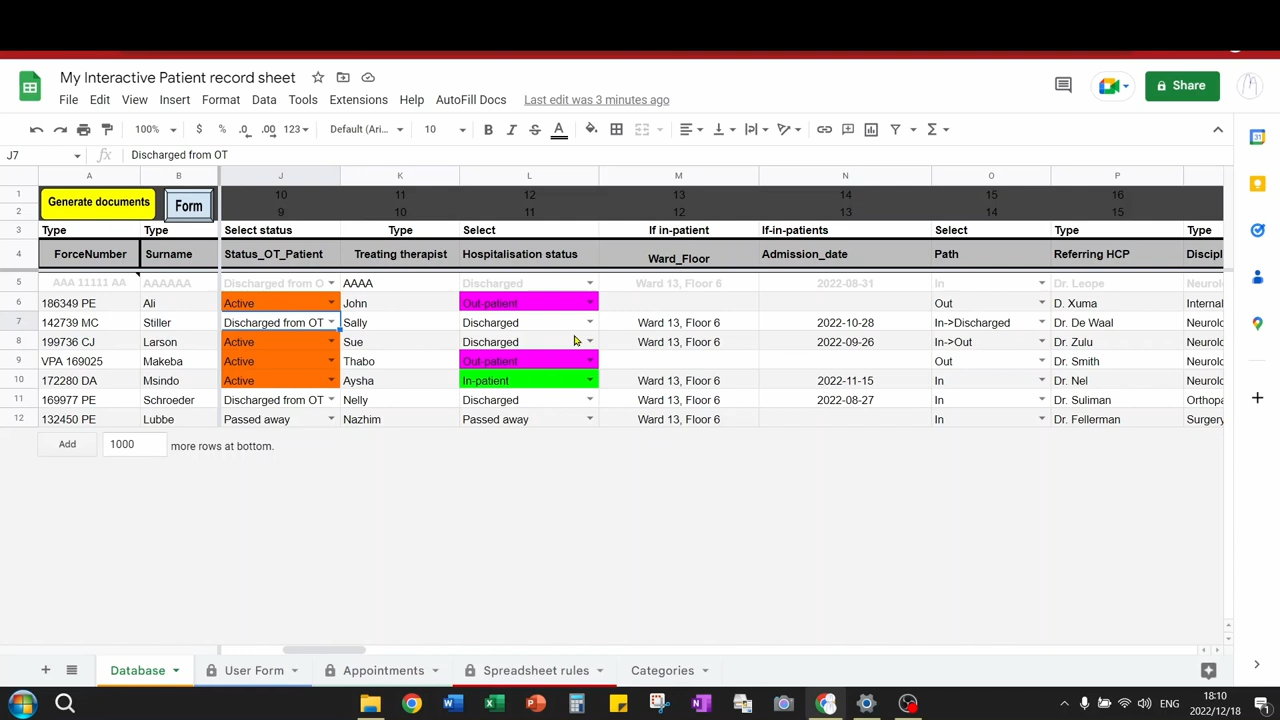 My Interactive Patient record sheet
File Edit View Insert Format Data Tools Extensions Help AutoFill Docs Last edit was 3 minutes ago
Share
100% $ % .0 .00 123 Default (Ari... 10 B I S A
J7 fx Discharged from OT
A B J K L M N O P
1 10 11 12 13 14 15 16
Generate documents Form
2 9 10 11 12 13 14 15
3 Type Type Select status Type Select If in-patient If-in-patients Select Type Type
4 ForceNumber Surname Status_OT_Patient Treating therapist Hospitalisation status Ward_Floor Admission_date Path Referring HCP Discipl
5 AAA 11111 AA AAAAAA Discharged from O AAAA Discharged Ward 13, Floor 6 2022-08-31 In Dr. Leope Neurol
6 186349 PE Ali Active John Out-patient Out D. Xuma Internal
7 142739 MC Stiller Discharged from OT Sally Discharged Ward 13, Floor 6 2022-10-28 In->Discharged Dr. De Waal Neurolo
8 199736 CJ Larson Active Sue Discharged Ward 13, Floor 6 2022-09-26 In->Out Dr. Zulu Neurolo
9 VPA 169025 Makeba Active Thabo Out-patient Out Dr. Smith Neurolo
10 172280 DA Msindo Active Aysha In-patient Ward 13, Floor 6 2022-11-15 In Dr. Nel Neurolo
11 169977 PE Schroeder Discharged from OT Nelly Discharged Ward 13, Floor 6 2022-08-27 In Dr. Suliman Orthopa
12 132450 PE Lubbe Passed away Nazhim Passed away Ward 13, Floor 6 In Dr. Fellerman Surgery
Add 1000 more rows at bottom.
Database User Form Appointments Spreadsheet rules Categories
ENG 18:10
2022/12/18